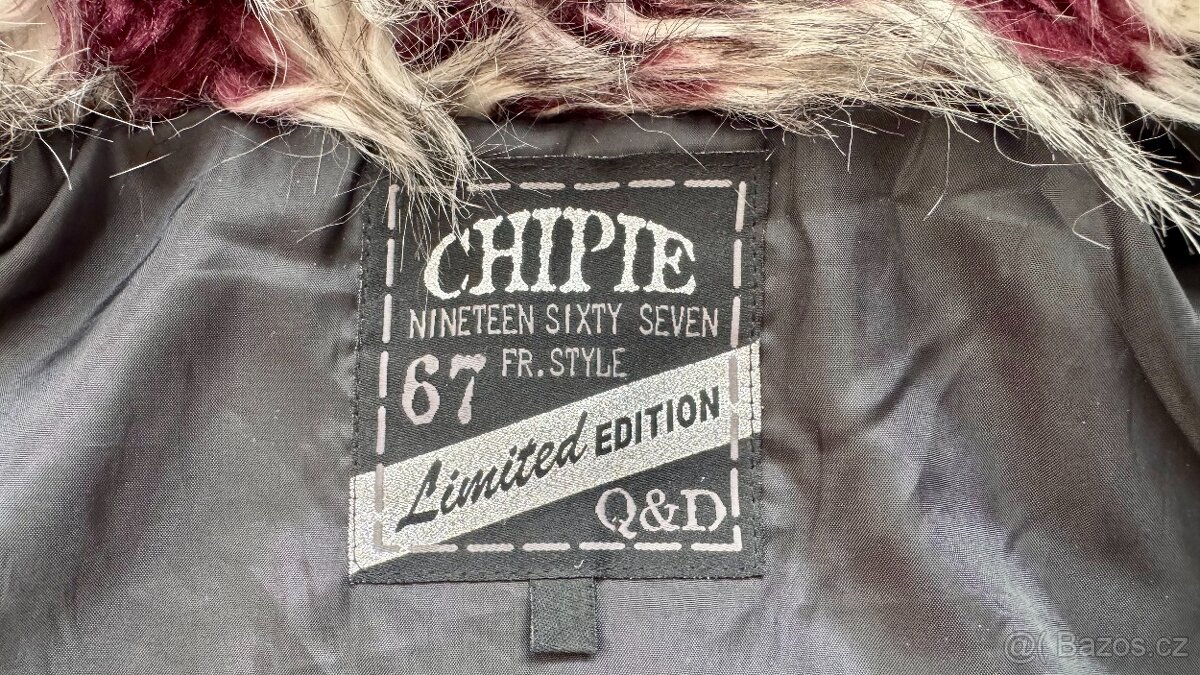 CHIPIE
NINETEEN SIXTY SEVEN
67 FR. STYLE
Limited EDITION
Q&D
@( Bazos.cz